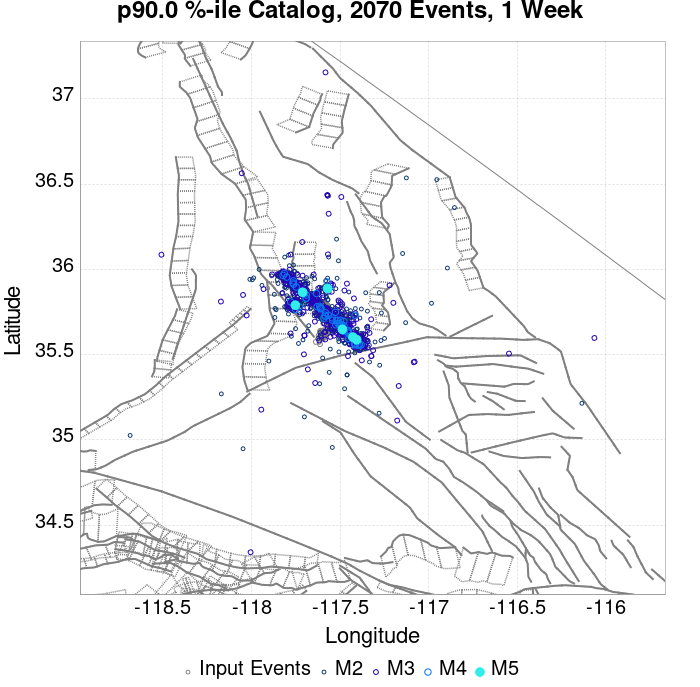 p90.0 %-ile Catalog, 2070 Events, 1 Week
37
36.5
36
35.5
35
34.5
Latitude
-118.5 -118 -117.5 -117 -116.5 -116
Longitude
Input Events M2 M3 M4 M5